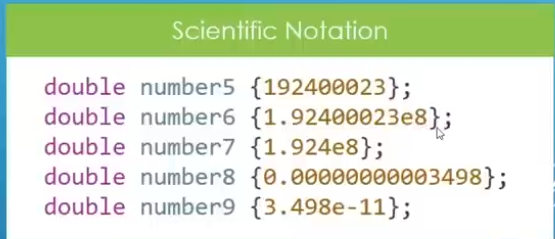 Scientific Notation
double number5 {192400023};
double number6 {1.92400023e8};
double number7 {1.924e8};
double number8 {0.00000000003498};
double number9 {3.498e-11};